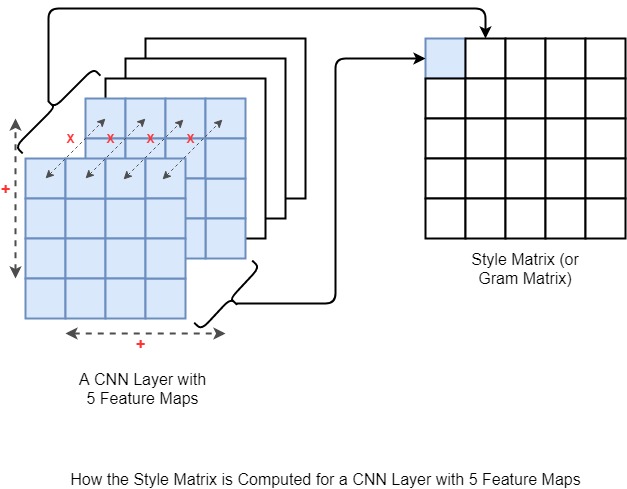 X X X X
+
+
Style Matrix (or
Gram Matrix)
A CNN Layer with
5 Feature Maps
How the Style Matrix is Computed for a CNN Layer with 5 Feature Maps